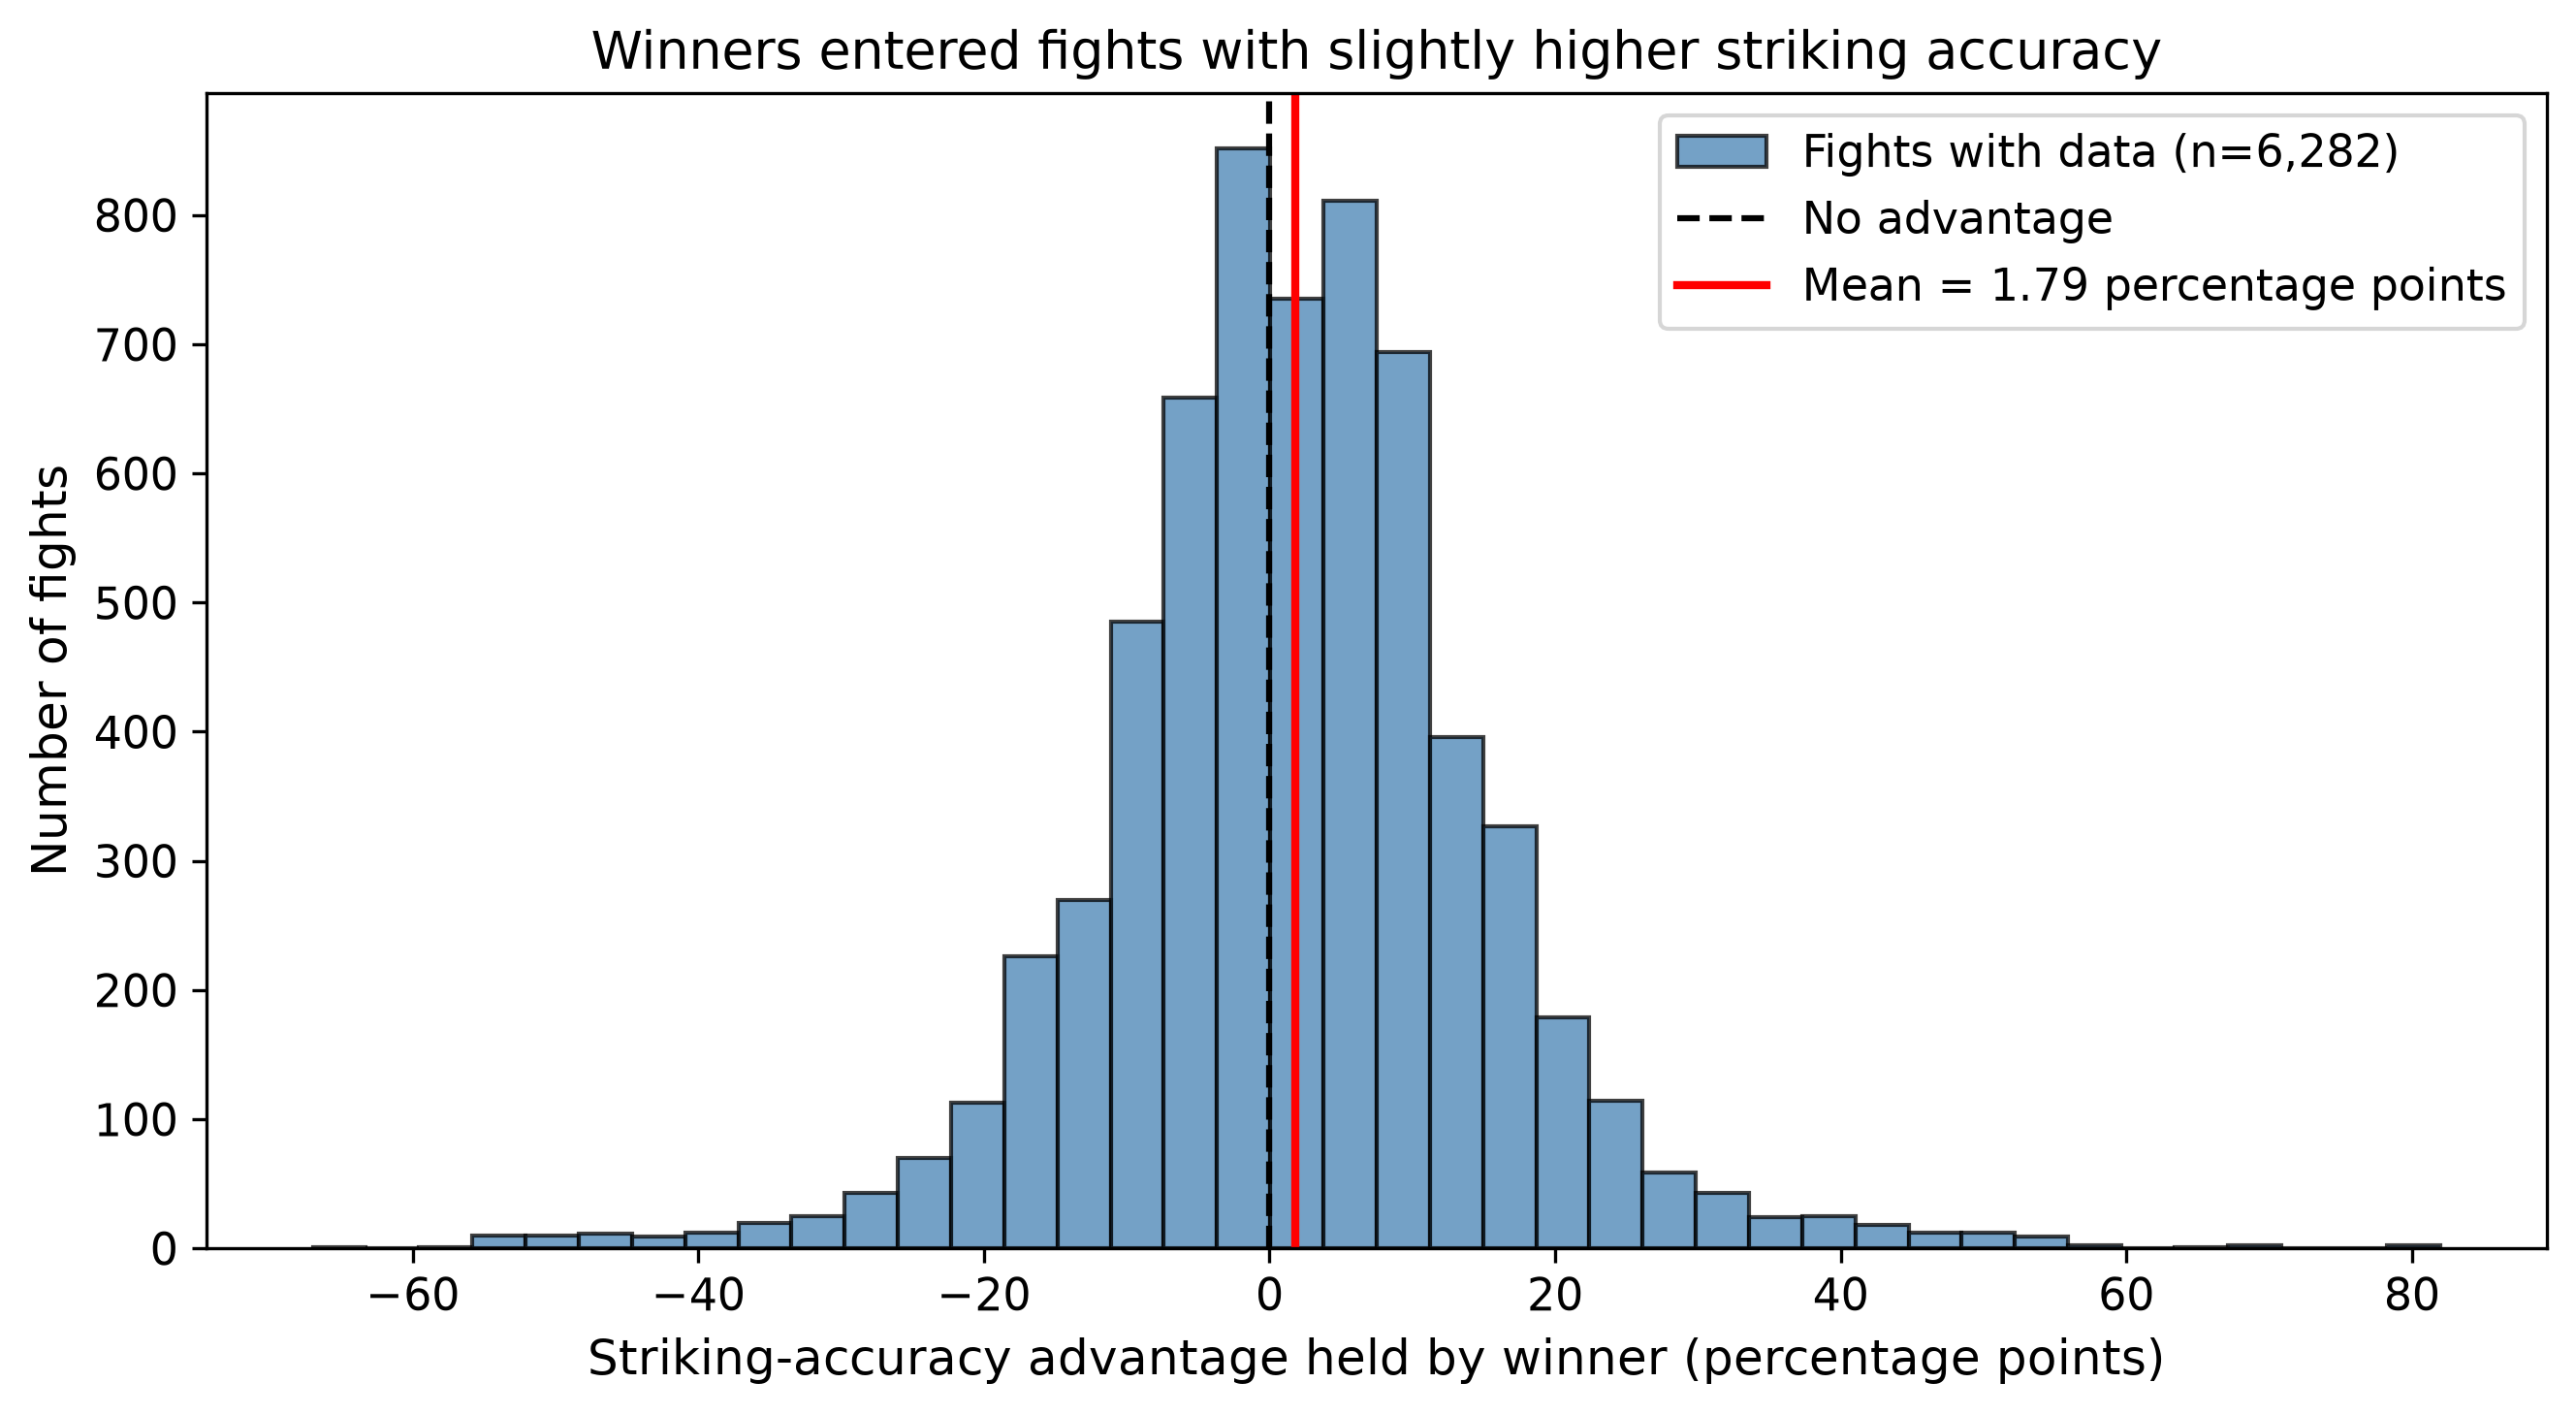 Winners entered fights with slightly higher striking accuracy
Fights with data (n=6,282)
No advantage
Mean = 1.79 percentage points
Number of fights
800
700
600
500
400
300
200
100
0
−60 −40 −20 0 20 40 60 80
Striking-accuracy advantage held by winner (percentage points)